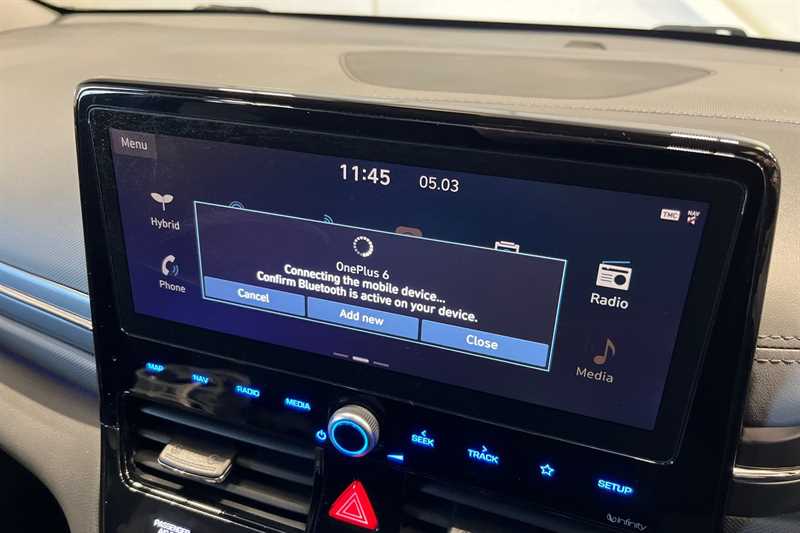 Menu
11:45 05.03
TMC NAV
Hybrid
Phone
OnePlus 6
Connecting the mobile device...
Confirm Bluetooth is active on your device.
Cancel
Add new
Close
Radio
Media
MAP
NAV
RADIO
MEDIA
SEEK
TRACK
SETUP
infinity
PASSENGER